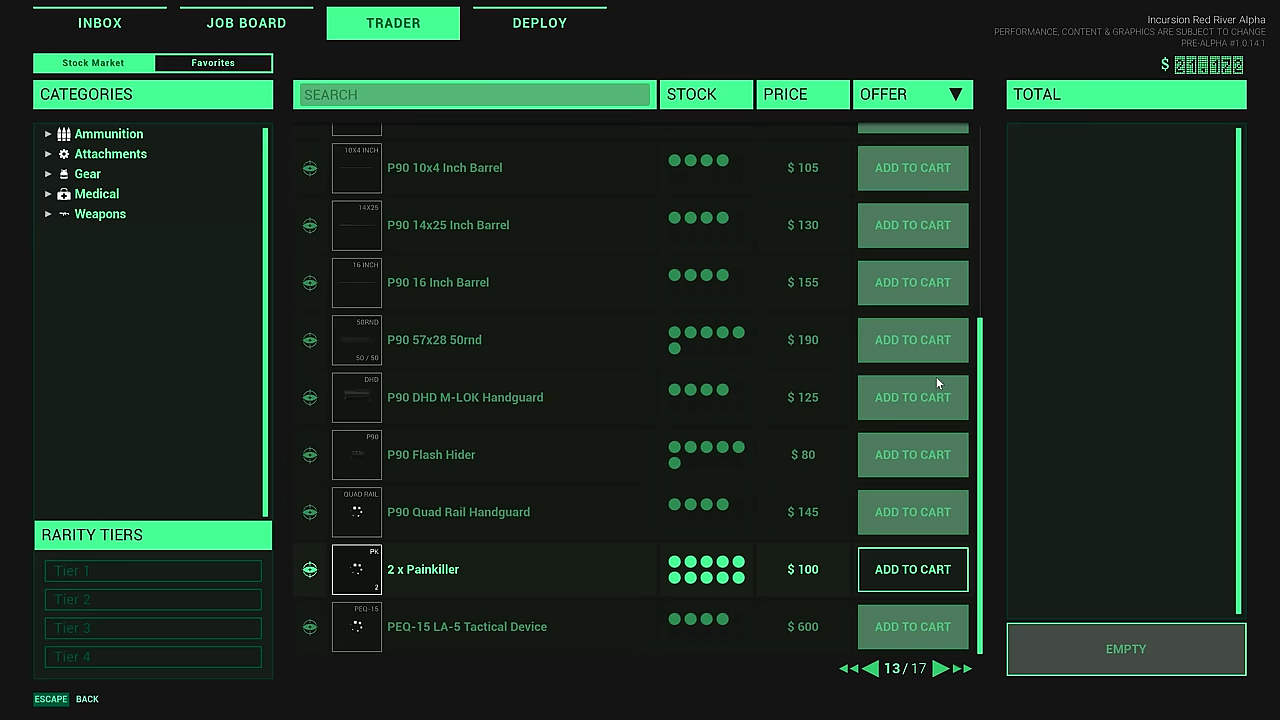 INBOX
JOB BOARD
TRADER
DEPLOY
Incursion Red River Alpha
PERFORMANCE, CONTENT & GRAPHICS ARE SUBJECT TO CHANGE
PRE-ALPHA #1.0.14.1
Stock Market
Favorites
$
CATEGORIES
SEARCH
STOCK
PRICE
OFFER
TOTAL
Ammunition
Attachments
Gear
Medical
Weapons
10X4 INCH
P90 10x4 Inch Barrel
$ 105
ADD TO CART
14X25
P90 14x25 Inch Barrel
$ 130
ADD TO CART
16 INCH
P90 16 Inch Barrel
$ 155
ADD TO CART
50RND
50 / 50
P90 57x28 50rnd
$ 190
ADD TO CART
DHD
P90 DHD M-LOK Handguard
$ 125
ADD TO CART
P90
P90 Flash Hider
$ 80
ADD TO CART
QUAD RAIL
P90 Quad Rail Handguard
$ 145
ADD TO CART
PK
2
2 x Painkiller
$ 100
ADD TO CART
PEQ-15
PEQ-15 LA-5 Tactical Device
$ 600
ADD TO CART
RARITY TIERS
Tier 1
Tier 2
Tier 3
Tier 4
13 / 17
EMPTY
ESCAPE BACK